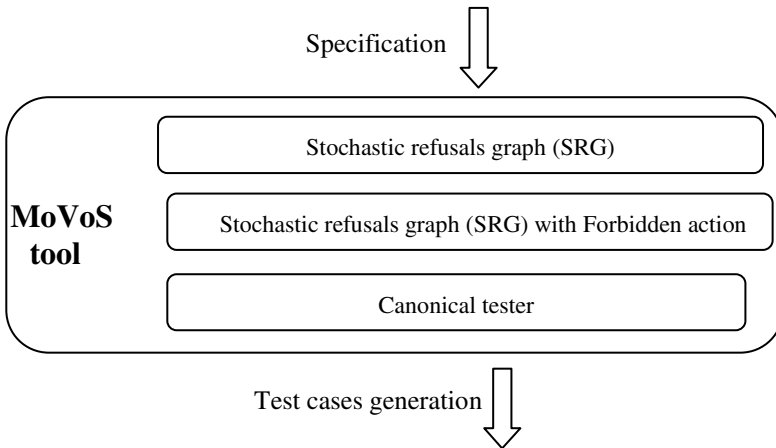 Specification
Stochastic refusals graph (SRG)
MoVoS
tool
Stochastic refusals graph (SRG) with Forbidden action
Canonical tester
Test cases generation